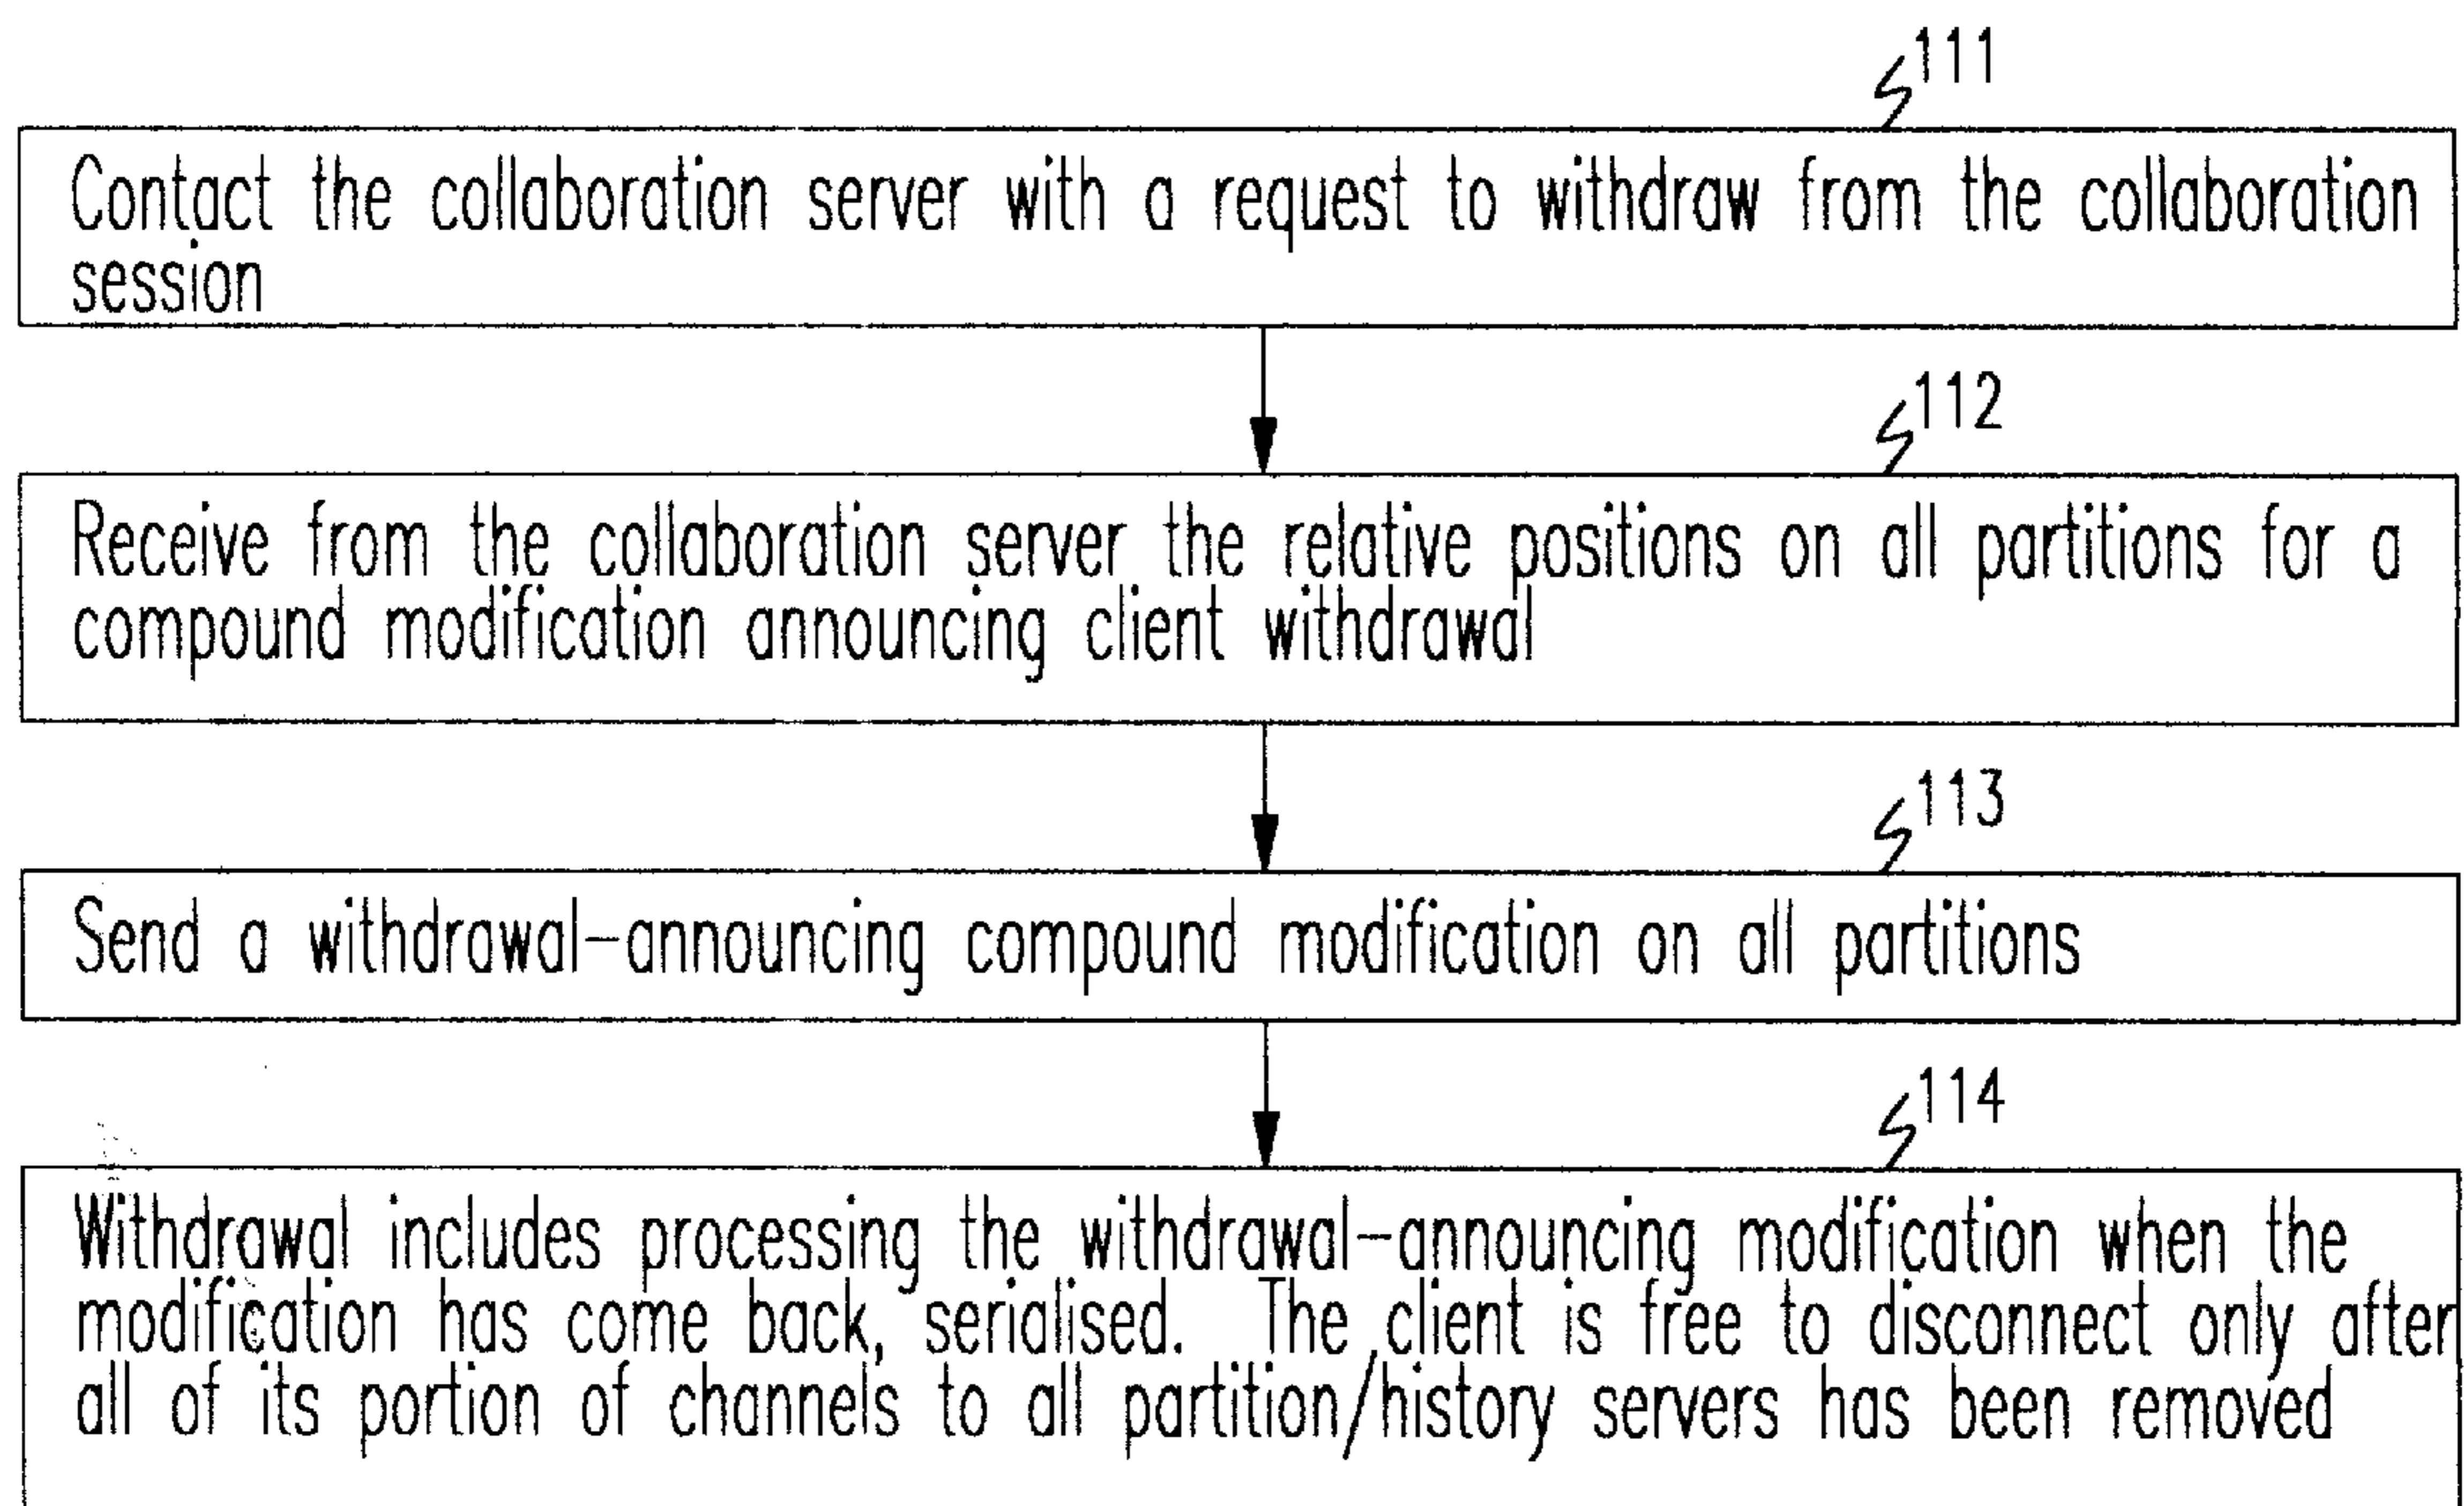 111
Contact the collaboration server with a request to withdraw from the collaboration
session
112
Receive from the collaboration server the relative positions on all partitions for a
compound modification announcing client withdrawal
113
Send a withdrawal-announcing compound modification on all partitions
114
Withdrawal includes processing the withdrawal-announcing modification when the
modification has come back, serialised. The client is free to disconnect only after
all of its portion of channels to all partition/history servers has been removed